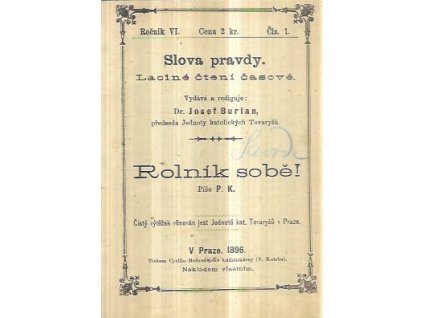 Ročník VI. Cena 2 kr. Čís. 1.
Slova pravdy.
Laciné čtení časové.
Vydává a rediguje:
Dr. Josef Burian,
předseda Jednoty katolických Tovaryšů.
Rolník sobě!
Píše P. K.
Čistý výtěžek věnován jest Jednotě kat. Tovaryšů v Praze.
V Praze. 1896.
Tiskem Cyrillo-Methodějské knihtiskárny (V. Kotrba).
Nákladem vlastním.